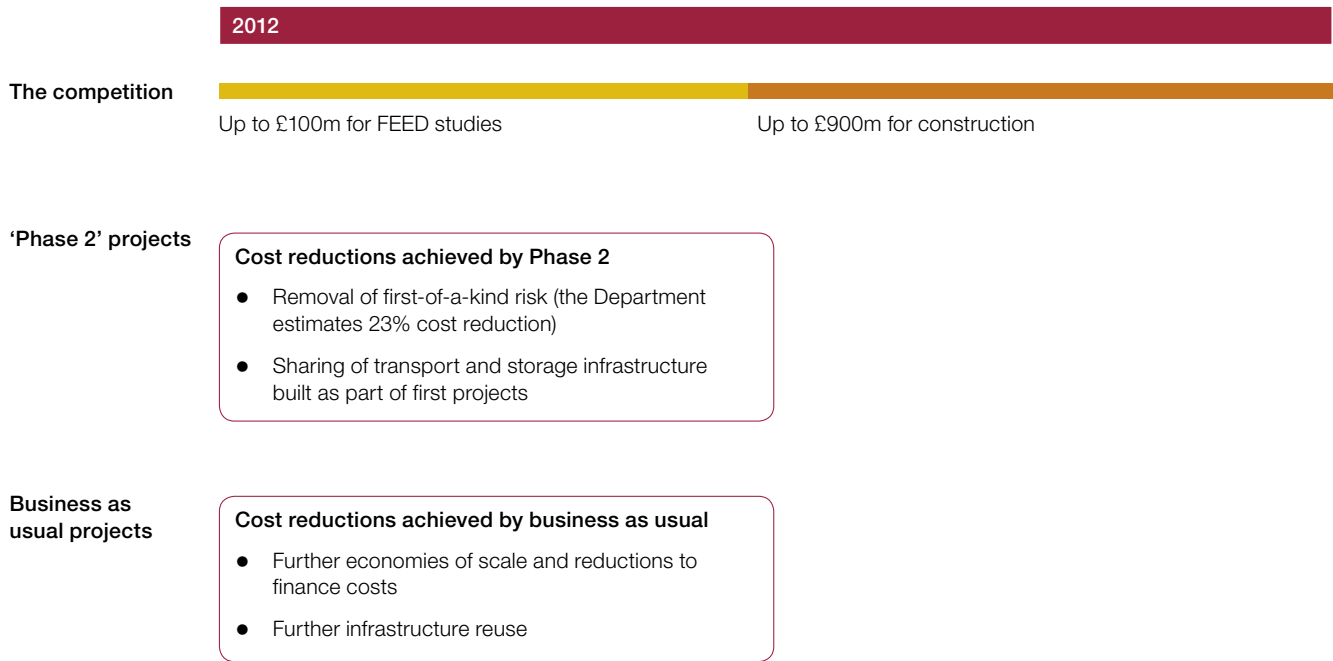 2012
The competition
Up to £100m for FEED studies
Up to £900m for construction
‘Phase 2’ projects
Cost reductions achieved by Phase 2
● Removal of first-of-a-kind risk (the Department
estimates 23% cost reduction)
● Sharing of transport and storage infrastructure
built as part of first projects
Business as
usual projects
Cost reductions achieved by business as usual
● Further economies of scale and reductions to
finance costs
● Further infrastructure reuse